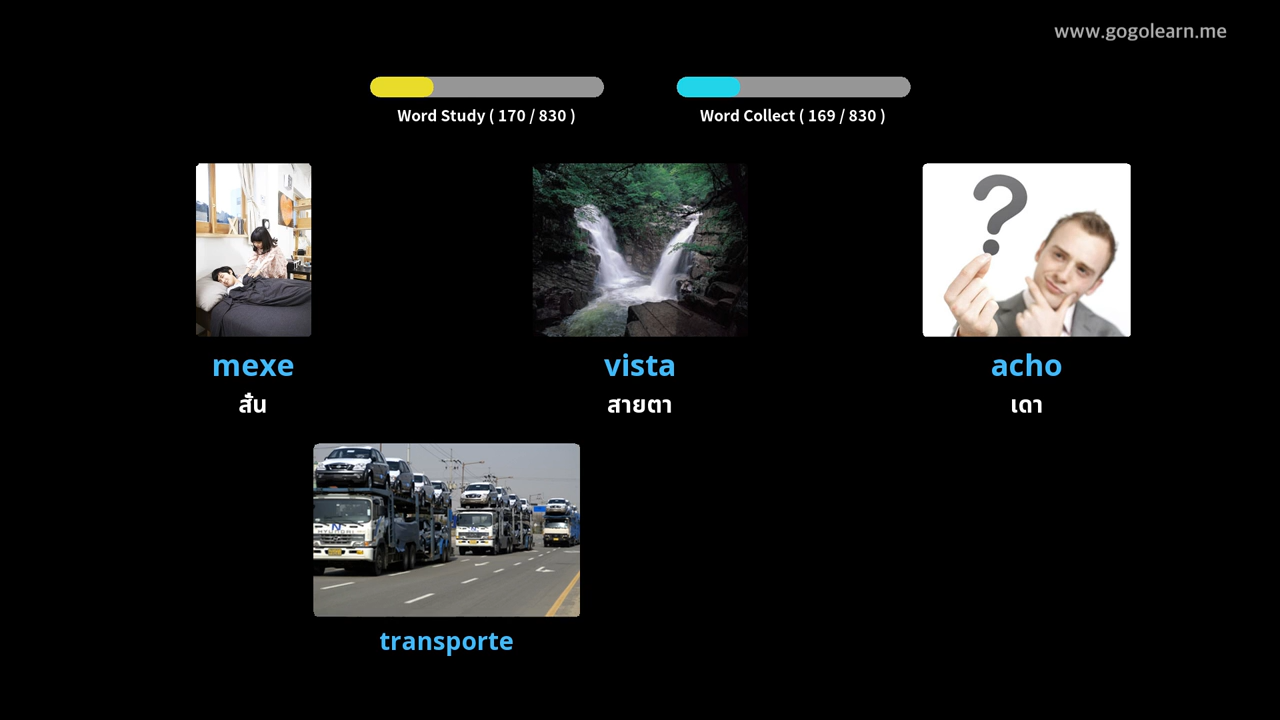 www.gogolearn.me
Word Study ( 170 / 830 )
Word Collect ( 169 / 830 )
mexe
vista
acho
สั่น
สายตา
เดา
transporte